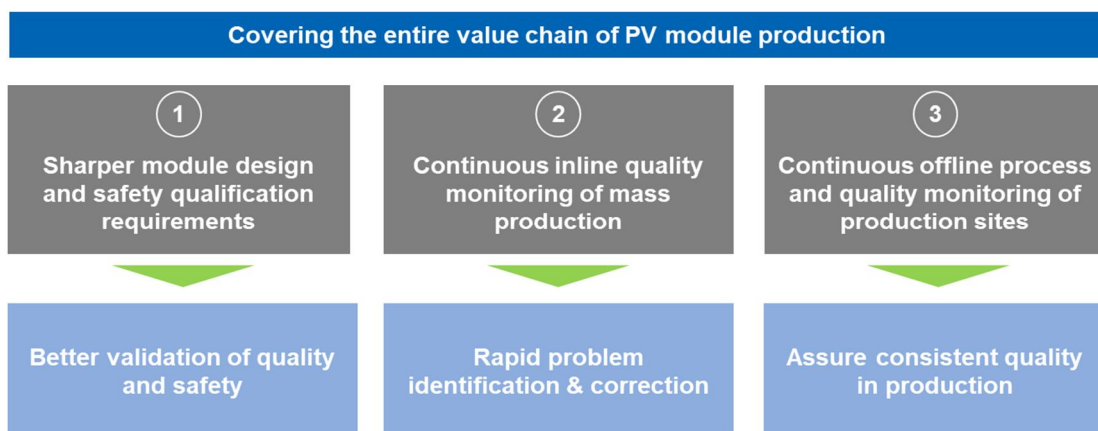 Covering the entire value chain of PV module production
1
Sharper module design
and safety qualification
requirements
2
Continuous inline quality
monitoring of mass
production
3
Continuous offline process
and quality monitoring of
production sites
Better validation of quality
and safety
Rapid problem
identification & correction
Assure consistent quality
in production